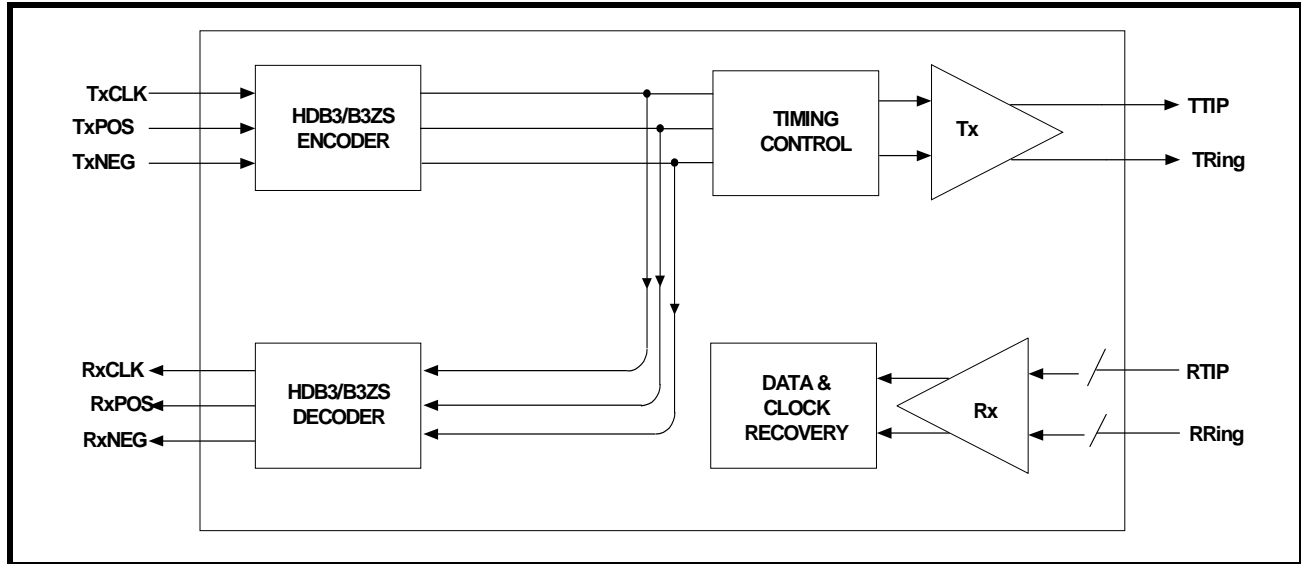 TxCLK
TxPOS
TxNEG
HDB3/B3ZS
ENCODER
TIMING
CONTROL
Tx
TTIP
TRing
RxCLK
RxPOS
RxNEG
HDB3/B3ZS
DECODER
DATA &
CLOCK
RECOVERY
Rx
RTIP
RRing